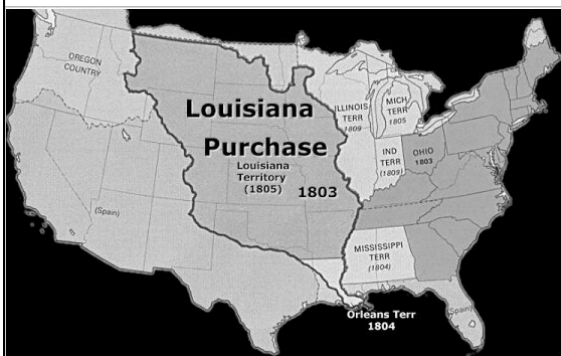 OREGON
COUNTRY
Louisiana
Purchase
Louisiana
Territory
(1805)
1803
ILLINOIS
TERR
1809
MICH
TERR
1805
IND
TERR
(1809)
OHIO
1803
(Spain)
MISSISSIPPI
TERR
(1804)
Orleans Terr
1804
(Spain)